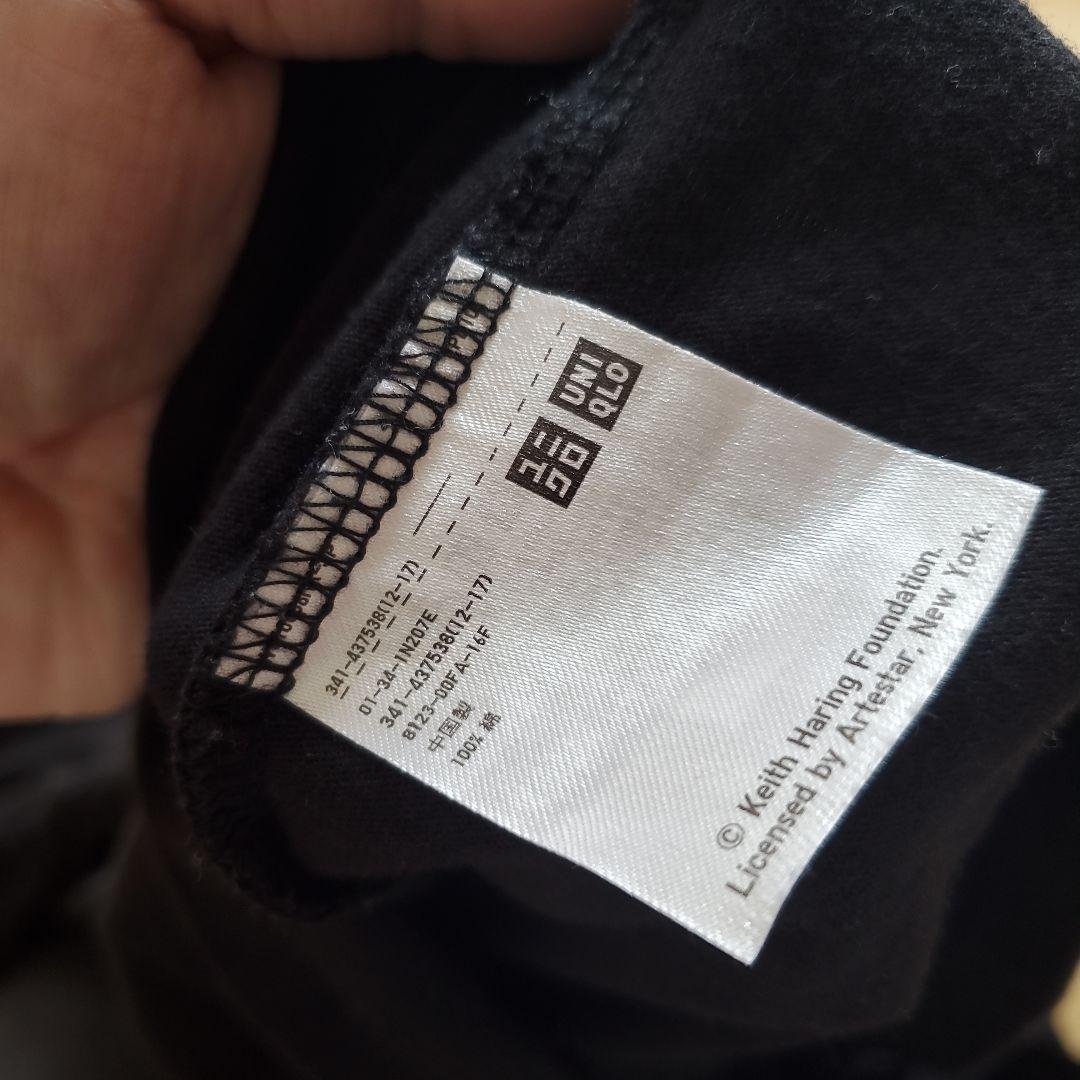 UNI
QLO
ユニ
クロ
341-437538(12-17)
01-34-1N207E
341-437538(12-17)
8123-00FA-16F
中国製
100% 綿
© Keith Haring Foundation.
Licensed by Artestar, New York.